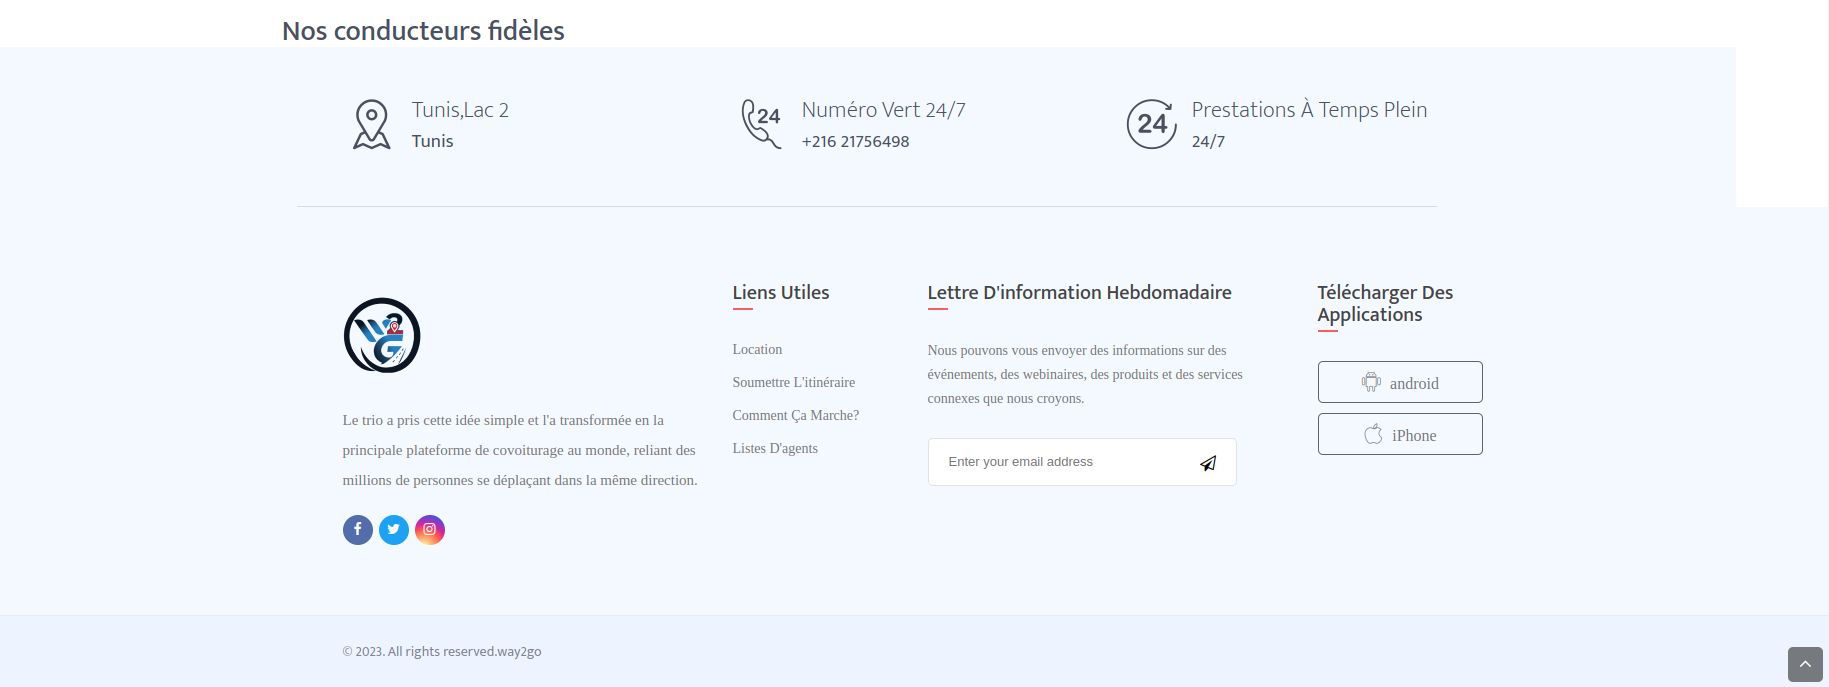 Nos conducteurs fidèles
Tunis,Lac 2
Tunis
24
Numéro Vert 24/7
+216 21756498
24
Prestations À Temps Plein
24/7
W2G
Le trio a pris cette idée simple et l'a transformée en la
principale plateforme de covoiturage au monde, reliant des
millions de personnes se déplaçant dans la même direction.
Liens Utiles
Location
Soumettre L'itinéraire
Comment Ça Marche?
Listes D'agents
Lettre D'information Hebdomadaire
Nous pouvons vous envoyer des informations sur des
événements, des webinaires, des produits et des services
connexes que nous croyons.
Enter your email address
Télécharger Des
Applications
android
iPhone
© 2023. All rights reserved.way2go